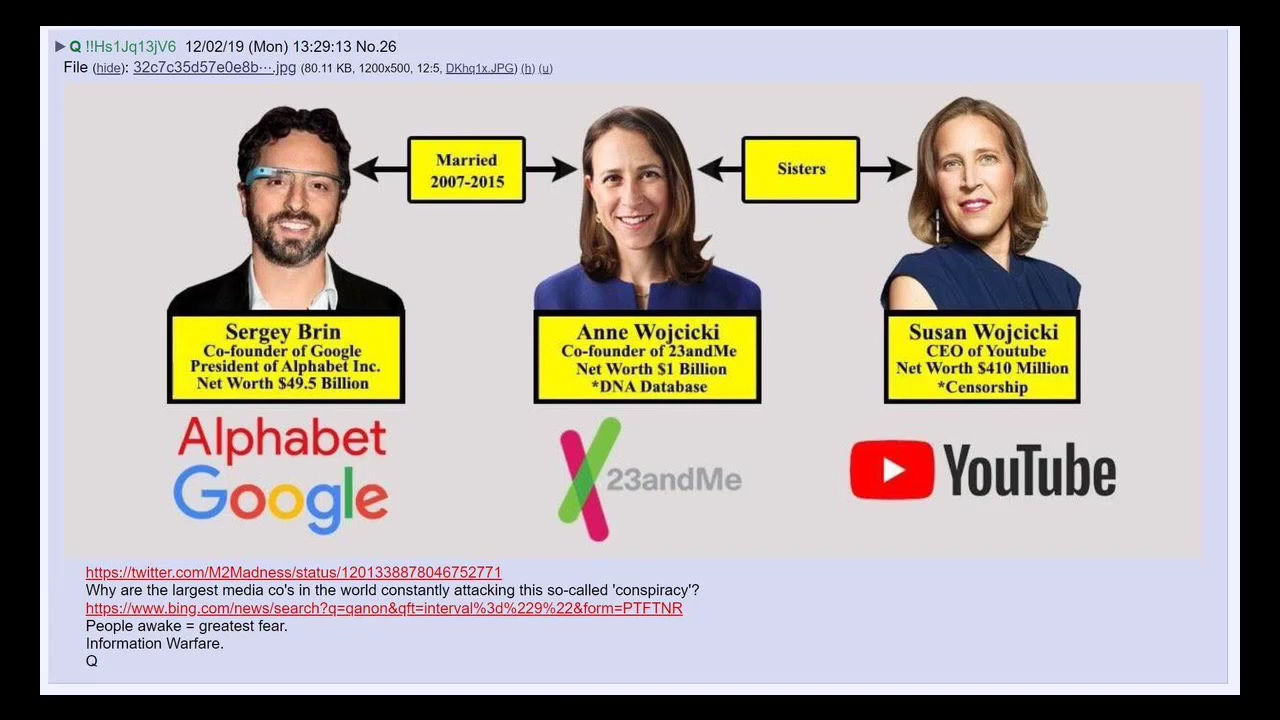 Q !!Hs1Jq13jV6 12/02/19 (Mon) 13:29:13 No.26
File (hide): 32c7c35d57e0e8b···.jpg (80.11 KB, 1200x500, 12:5, DKhq1x.JPG) (h) (u)
Married
2007-2015
Sisters
Sergey Brin
Co-founder of Google
President of Alphabet Inc.
Net Worth $49.5 Billion
Anne Wojcicki
Co-founder of 23andMe
Net Worth $1 Billion
*DNA Database
Susan Wojcicki
CEO of Youtube
Net Worth $410 Million
*Censorship
Alphabet
Google
23andMe
YouTube
https://twitter.com/M2Madness/status/1201338878046752771
Why are the largest media co's in the world constantly attacking this so-called 'conspiracy'?
https://www.bing.com/news/search?q=qanon&qft=interval%3d%229%22&form=PTFTNR
People awake = greatest fear.
Information Warfare.
Q